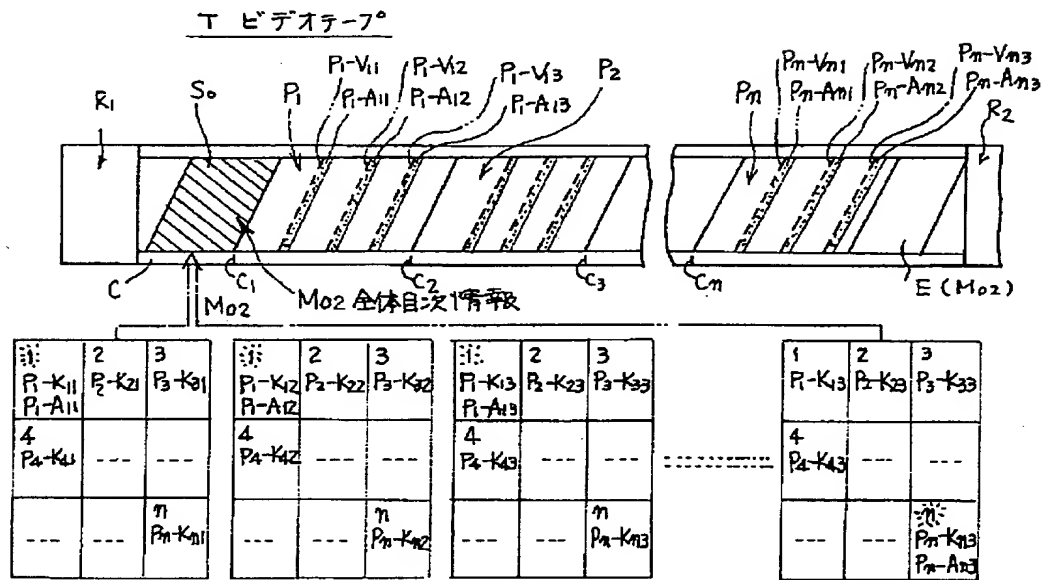 T ビデオテープ
P1-V11 P1-V12 P1-V13 P2 Pn-Vn1 Pn-Vn2 Pn-Vn3
R1 S0 P1 P1-A11 P1-A12 P1-A13 Pn Pn-An1 Pn-An2 Pn-An3 R2
C C1 C2 C3 Cn E(M02)
M02 M02全体目次情報
1 2 3
P1-K11 P2-K21 P3-K31
P1-A11
4
P4-K41 --- ---
n
--- --- Pn-Kn1
1 2 3
P1-K12 P2-K22 P3-K32
P1-A12
4
P4-K42 --- ---
n
--- --- Pn-Kn2
1 2 3
P1-K13 P2-K23 P3-K33
P1-A13
4
P4-K43 --- ---
n
--- --- Pn-Kn3
1 2 3
P1-K13 P2-K23 P3-K33
4
P4-K43 --- ---
n
--- --- Pn-Kn3
Pn-An3